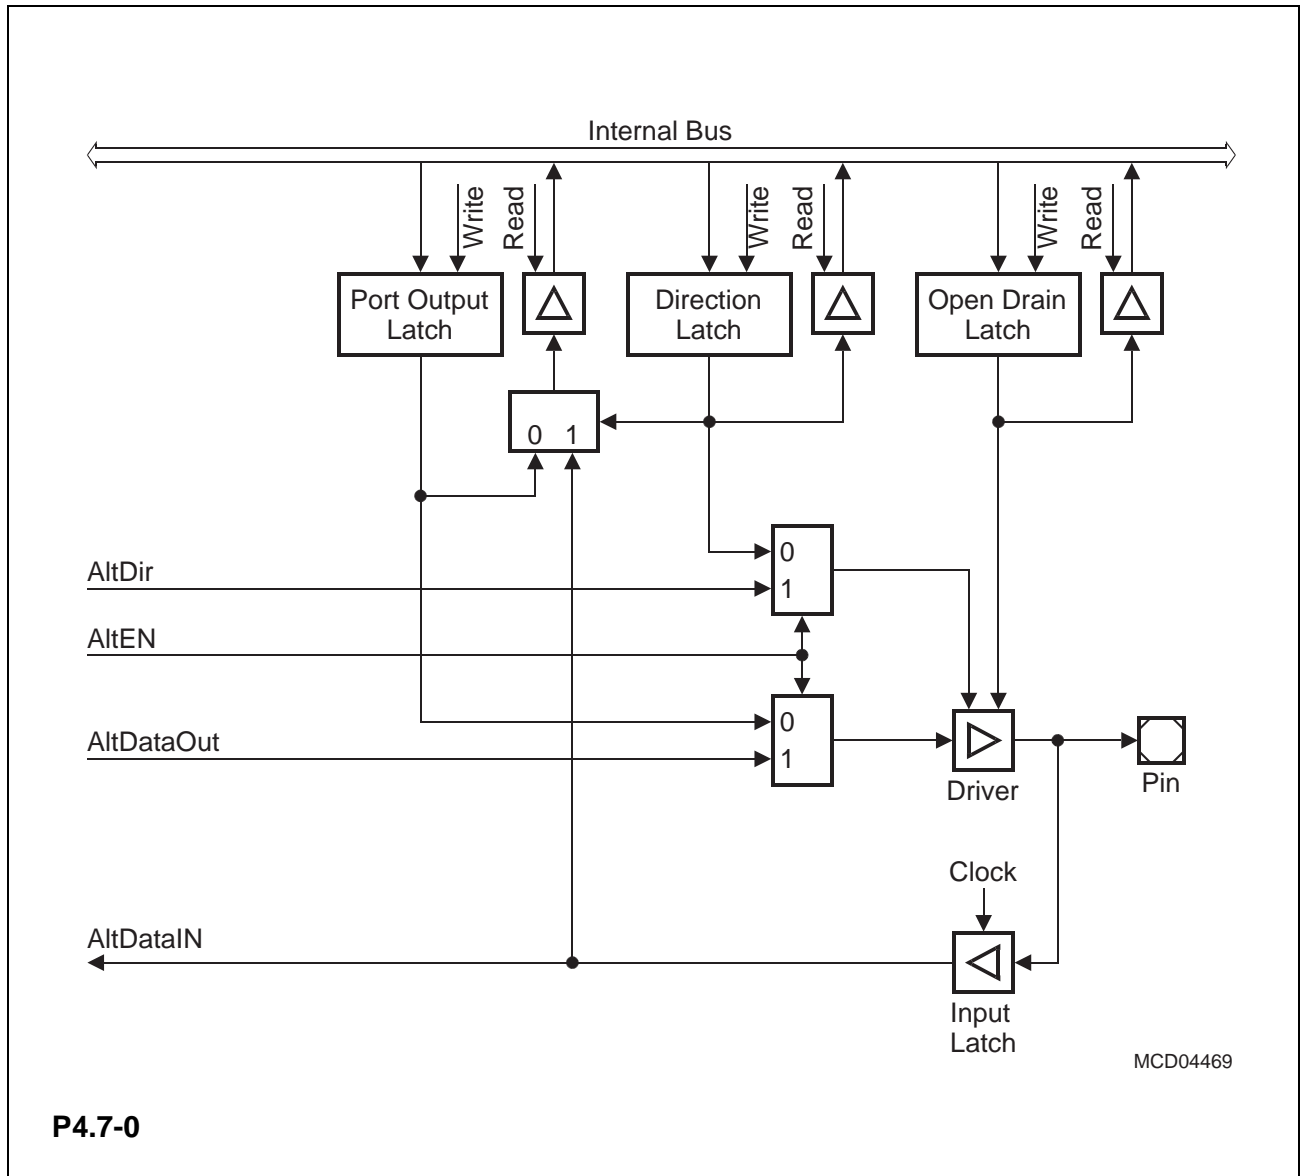 Internal Bus
Write
Read
Write
Read
Write
Read
Port Output
Latch
Direction
Latch
Open Drain
Latch
0 1
AltDir
0
1
AltEN
AltDataOut
0
1
Driver
Pin
Clock
AltDataIN
Input
Latch
MCD04469
P4.7-0